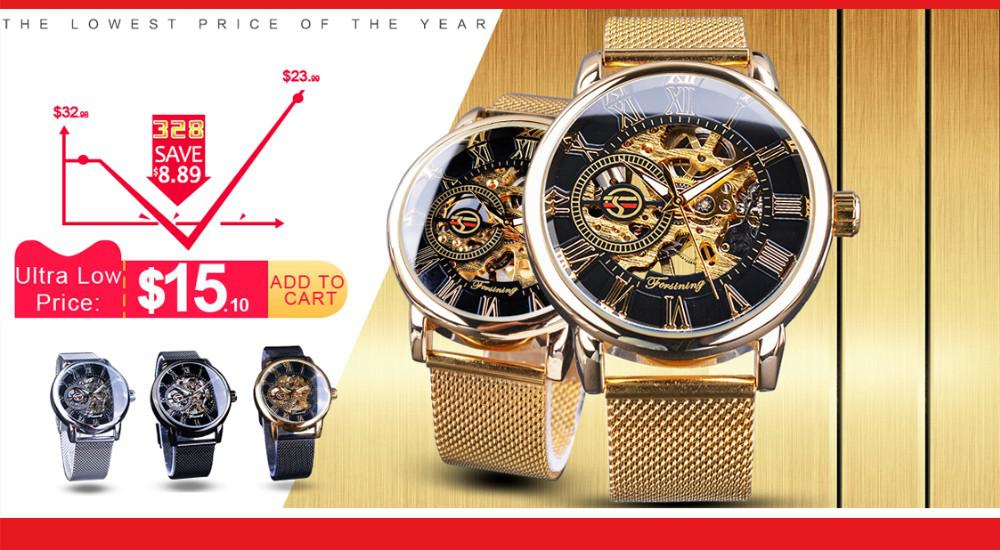 THE LOWEST PRICE OF THE YEAR
$32.98
$23.99
328
SAVE
$8.89
Ultra Low
Price:
$15.10
ADD TO
CART
XII
I
Forsining
Forsining